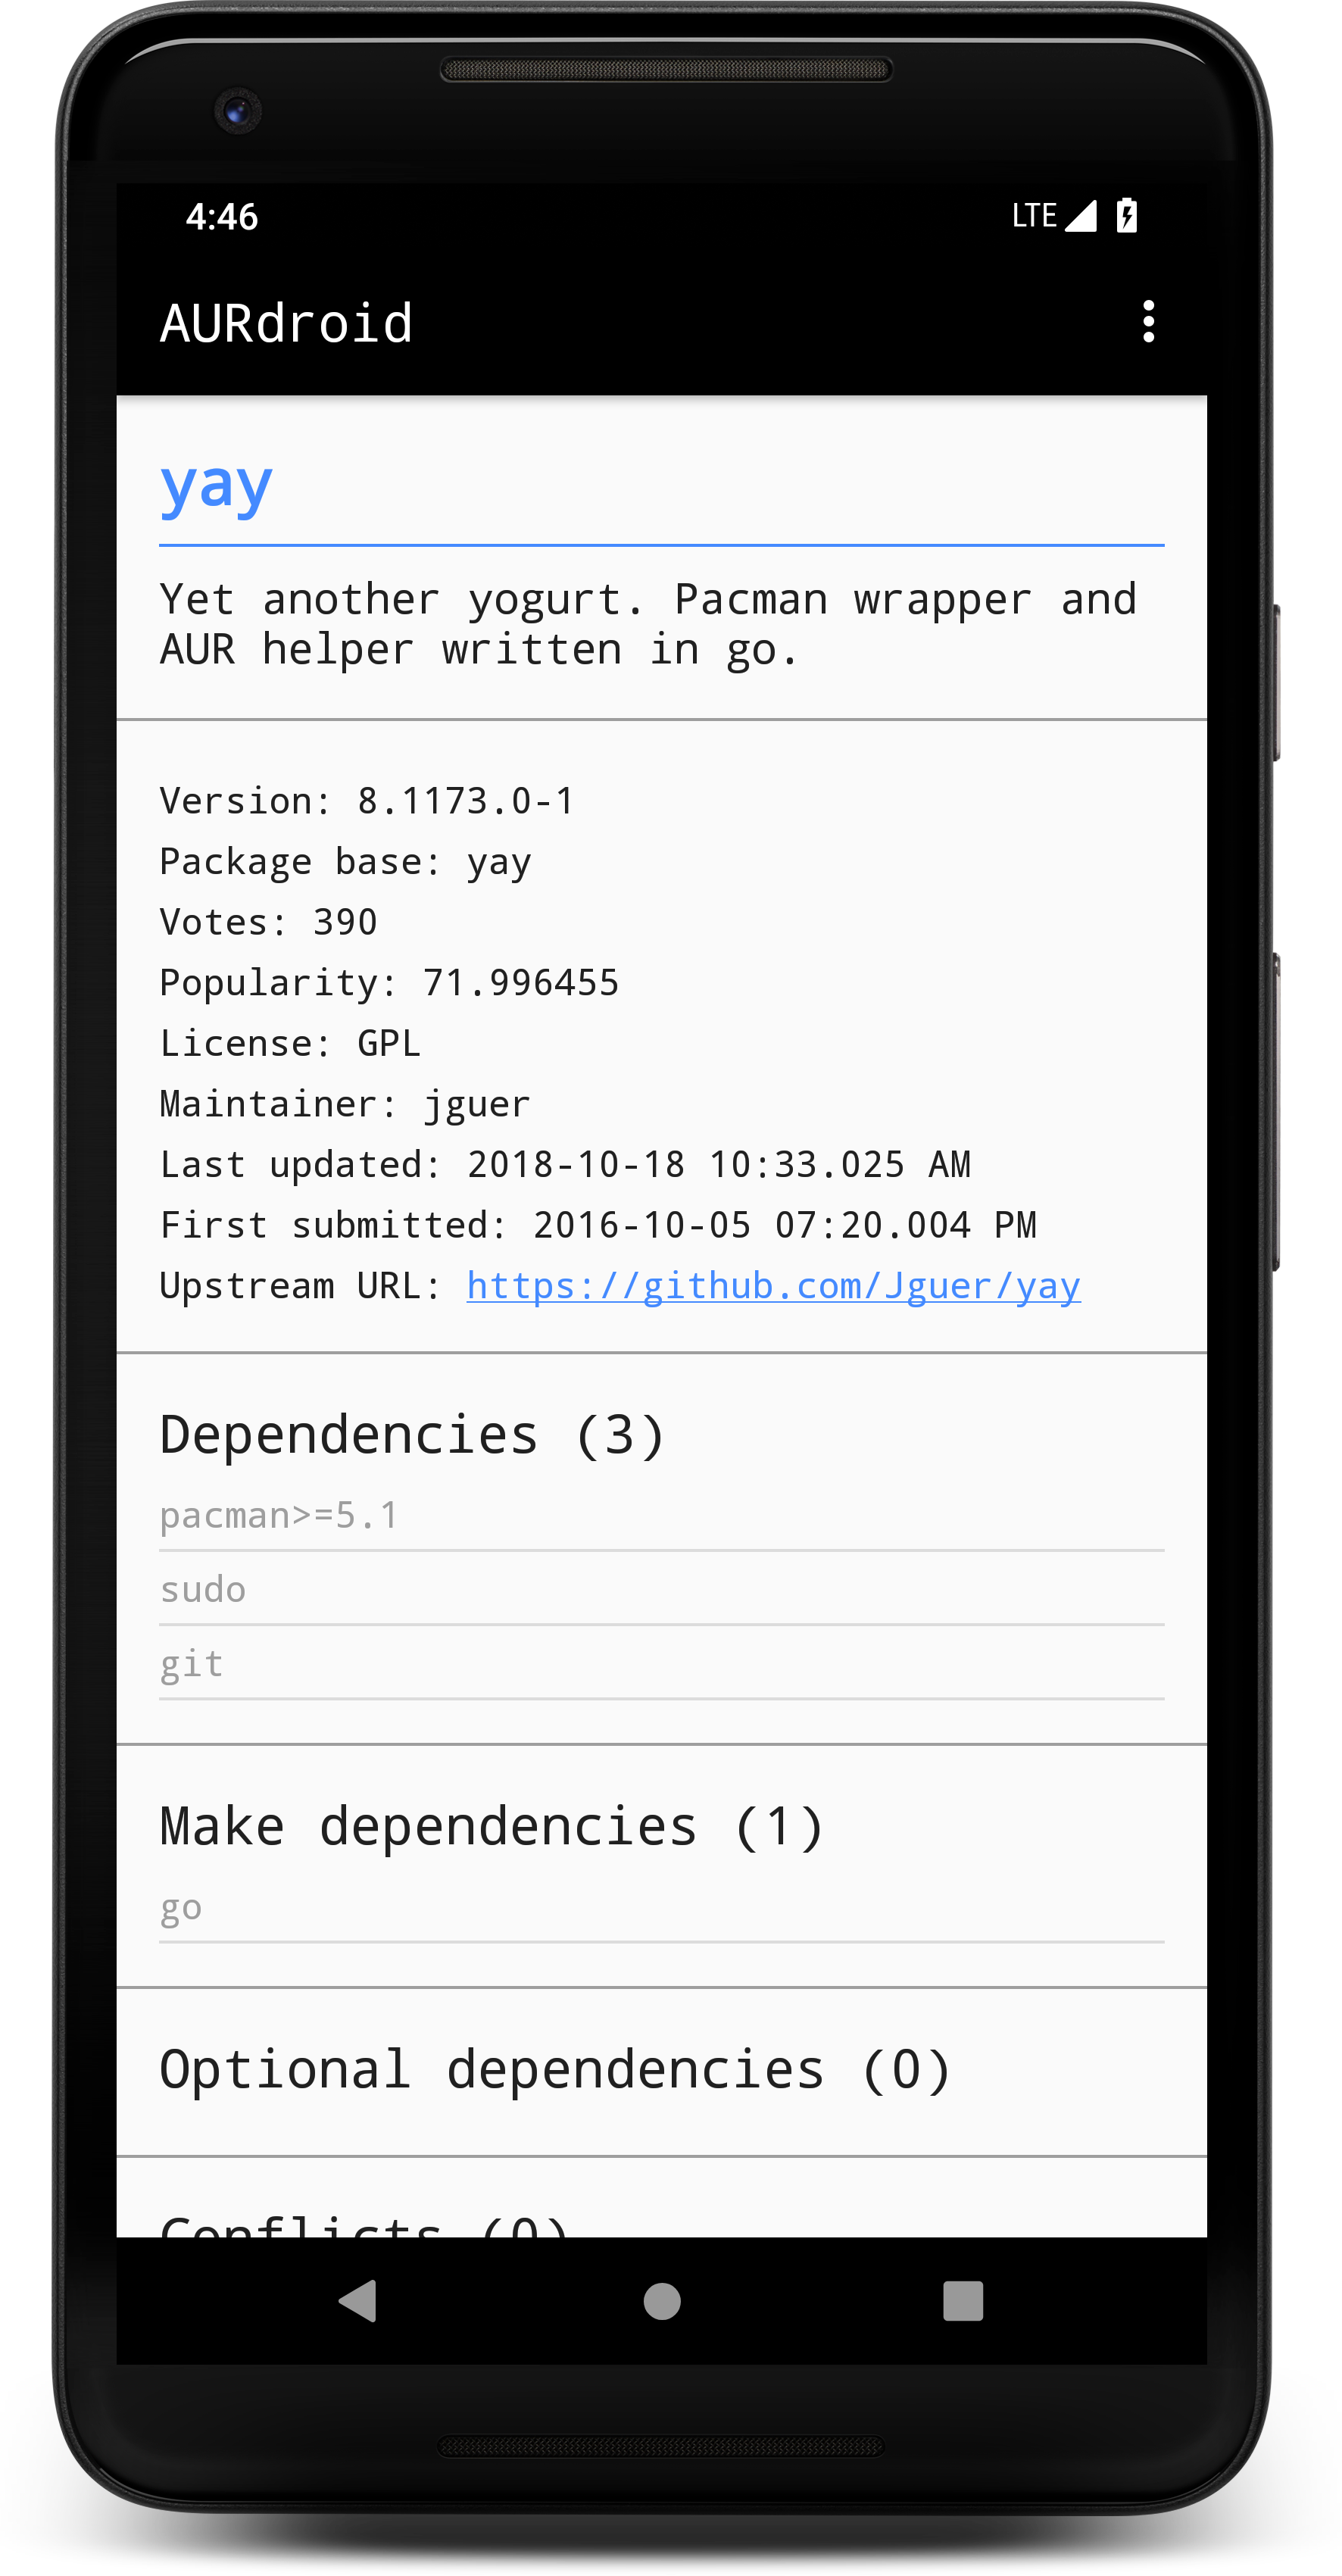 4:46 LTE
AURdroid
yay
Yet another yogurt. Pacman wrapper and
AUR helper written in go.
Version: 8.1173.0-1
Package base: yay
Votes: 390
Popularity: 71.996455
License: GPL
Maintainer: jguer
Last updated: 2018-10-18 10:33.025 AM
First submitted: 2016-10-05 07:20.004 PM
Upstream URL: https://github.com/Jguer/yay
Dependencies (3)
pacman>=5.1
sudo
git
Make dependencies (1)
go
Optional dependencies (0)
Conflicts (0)